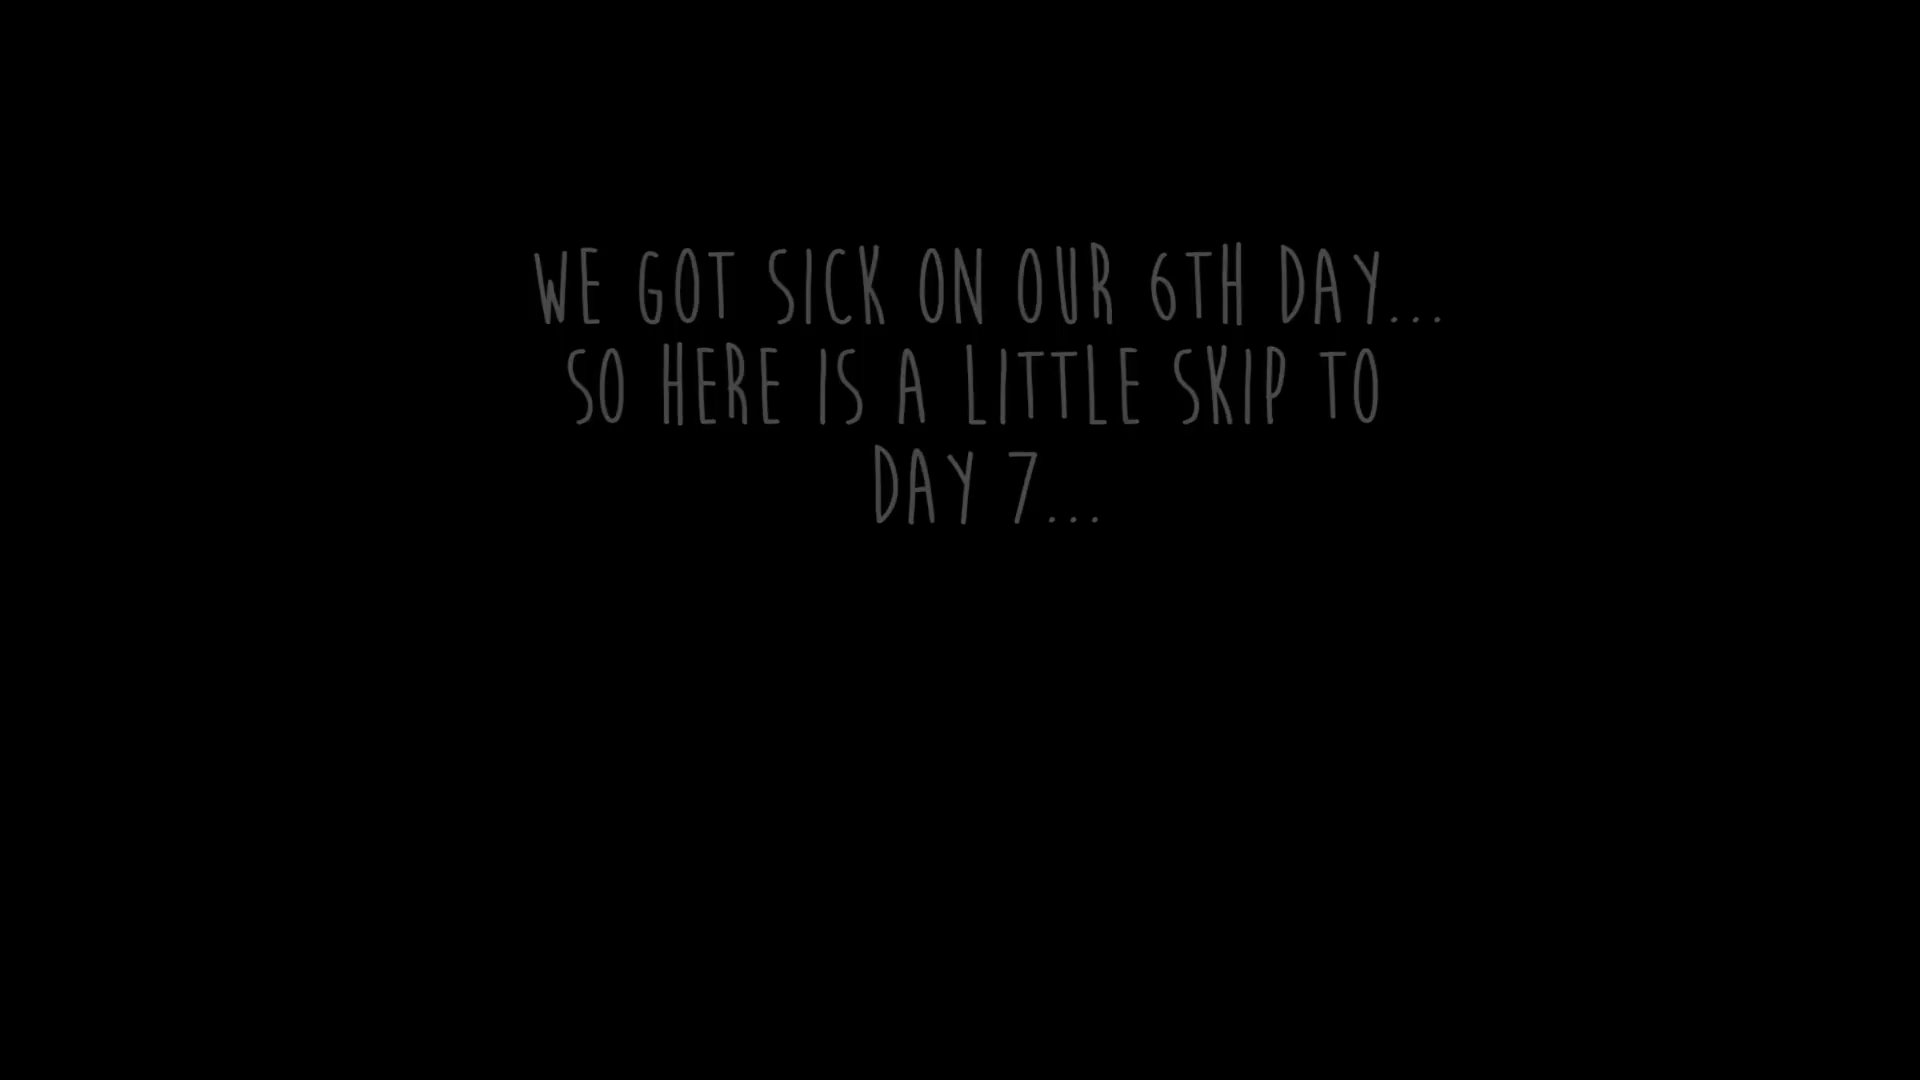 WE GOT SICK ON OUR 6TH DAY...
SO HERE IS A LITTLE SKIP TO
DAY 7...